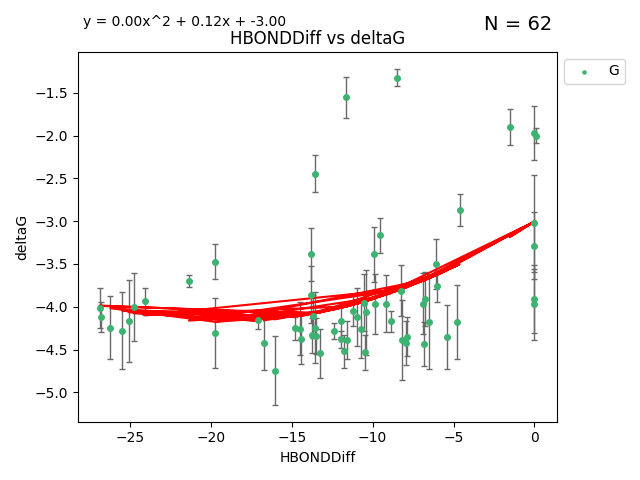 y = 0.00x^2 + 0.12x + -3.00
N = 62
HBONDDiff vs deltaG
G
−1.5
−2.0
−2.5
−3.0
−3.5
−4.0
−4.5
−5.0
deltaG
−25 −20 −15 −10 −5 0
HBONDDiff